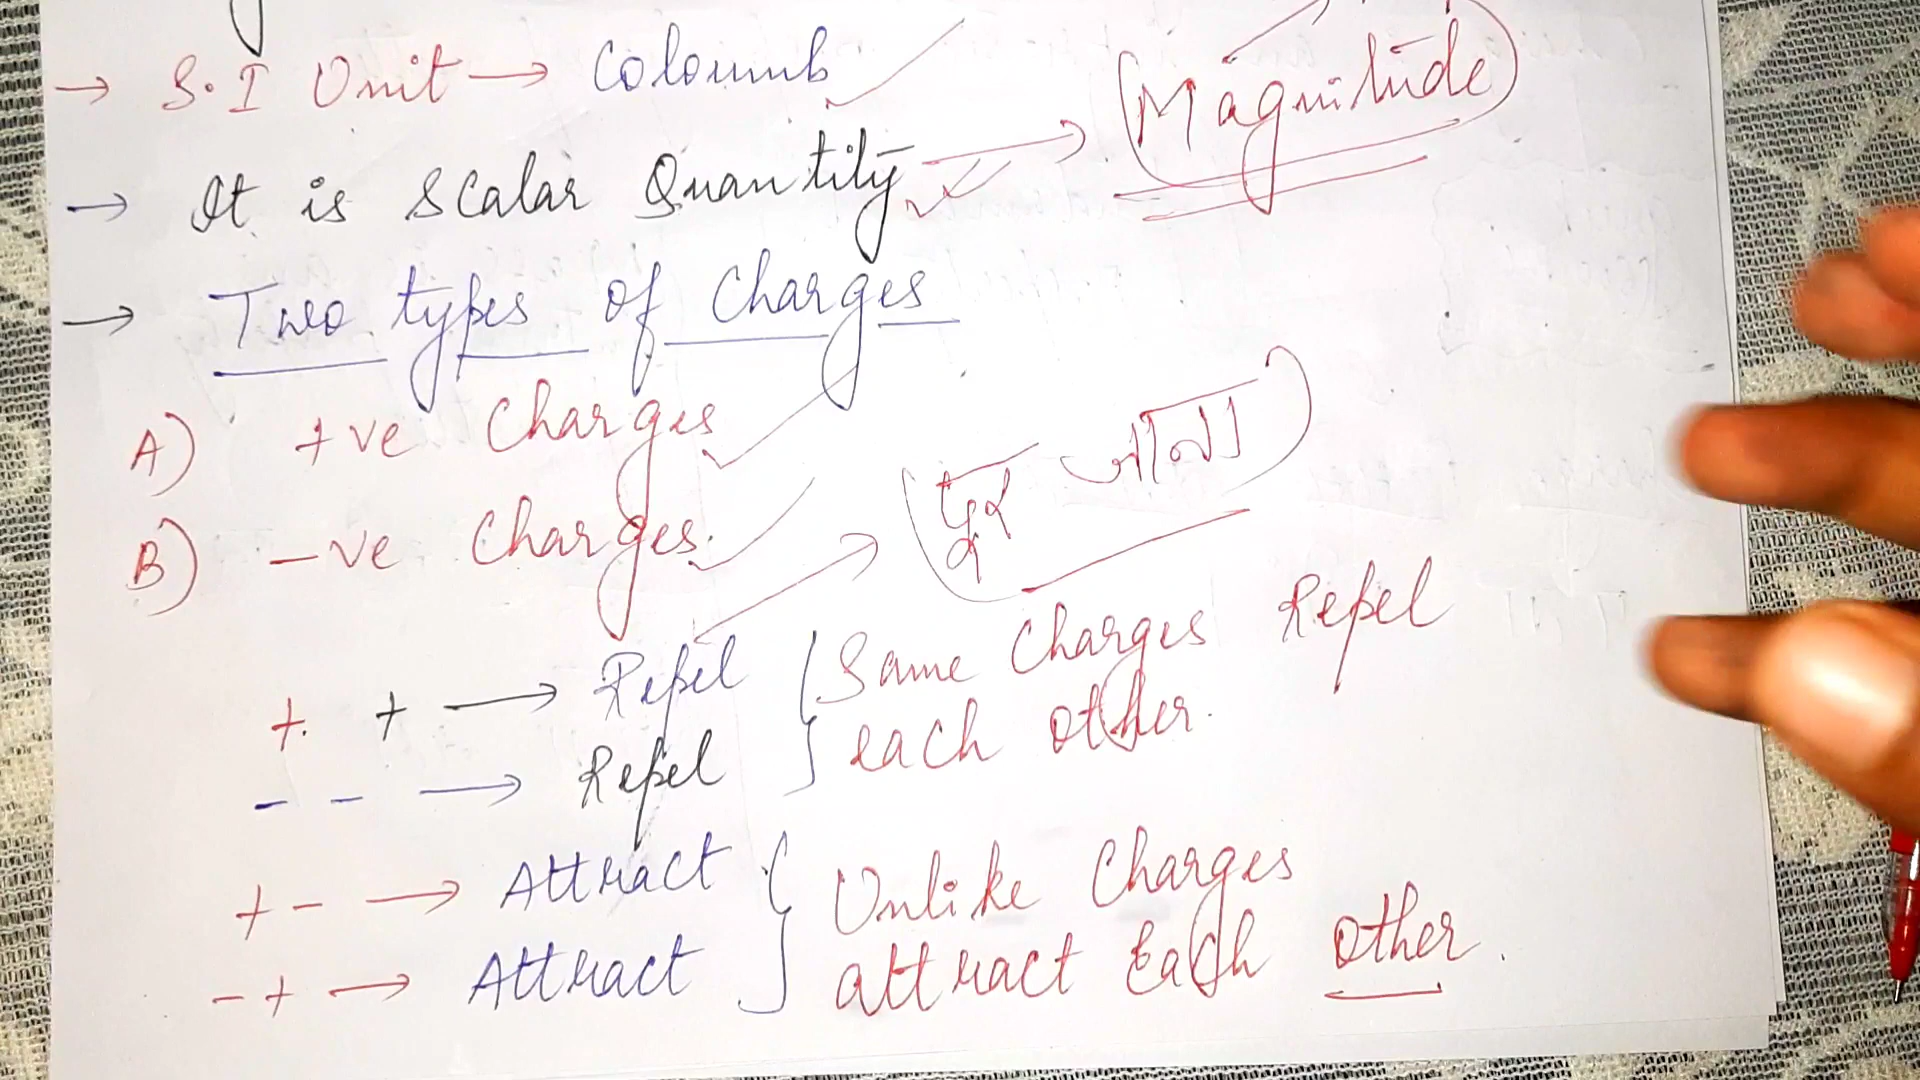 → S.I Unit → Coloumb
→ It is Scalar Quantity → (Magnitude)
→ Two types of Charges
A) +ve Charges
B) -ve Charges.
(दूर जाना)
+ + → Repel
- - → Repel
Same Charges Repel
each other.
+ - → Attract
- + → Attract
Unlike Charges
attract Each other.